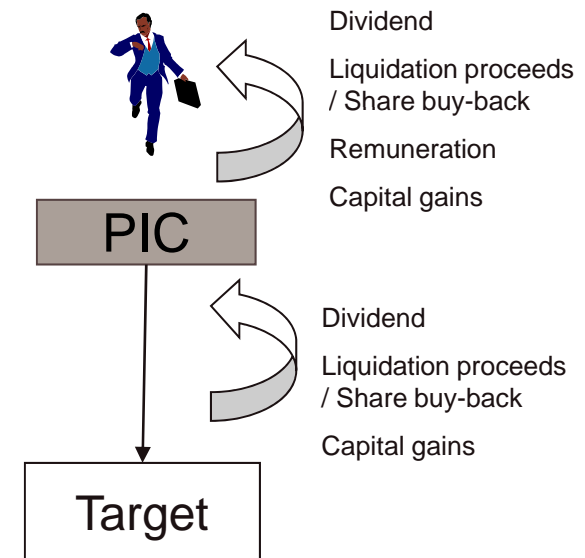 Dividend
Liquidation proceeds
/ Share buy-back
Remuneration
Capital gains
PIC
Dividend
Liquidation proceeds
/ Share buy-back
Capital gains
Target